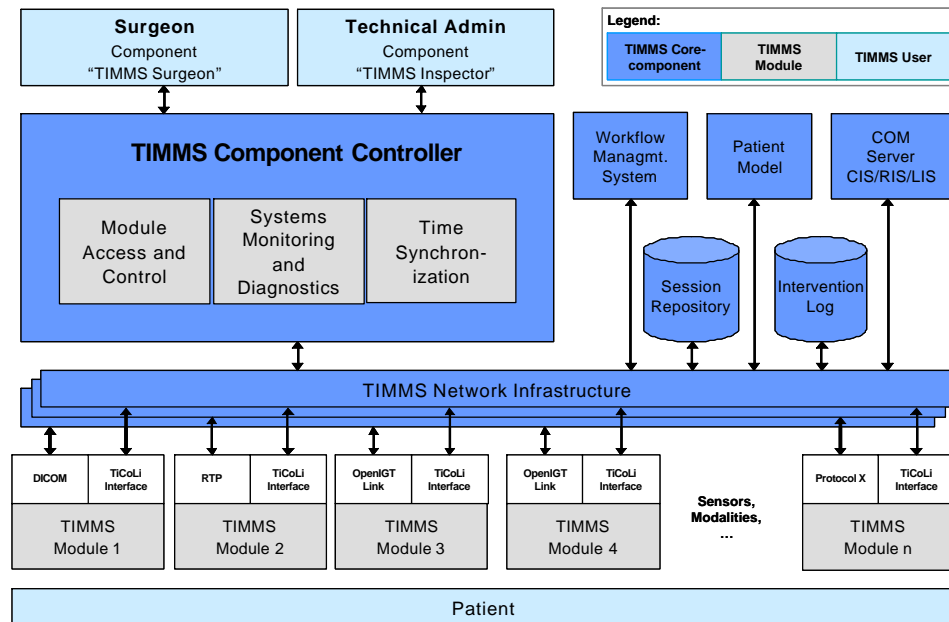 Surgeon
Component
“TIMMS Surgeon”
Technical Admin
Component
“TIMMS Inspector”
Legend:
TIMMS Core-
component
TIMMS
Module
TIMMS User
TIMMS Component Controller
Module
Access and
Control
Systems
Monitoring
and
Diagnostics
Time
Synchron-
ization
Workflow
Managmt.
System
Patient
Model
COM
Server
CIS/RIS/LIS
Session
Repository
Intervention
Log
TIMMS Network Infrastructure
DICOM
TiCoLi
Interface
TIMMS
Module 1
RTP
TiCoLi
Interface
TIMMS
Module 2
OpenIGT
Link
TiCoLi
Interface
TIMMS
Module 3
OpenIGT
Link
TiCoLi
Interface
TIMMS
Module 4
Sensors,
Modalities,
...
Protocol X
TiCoLi
Interface
TIMMS
Module n
Patient